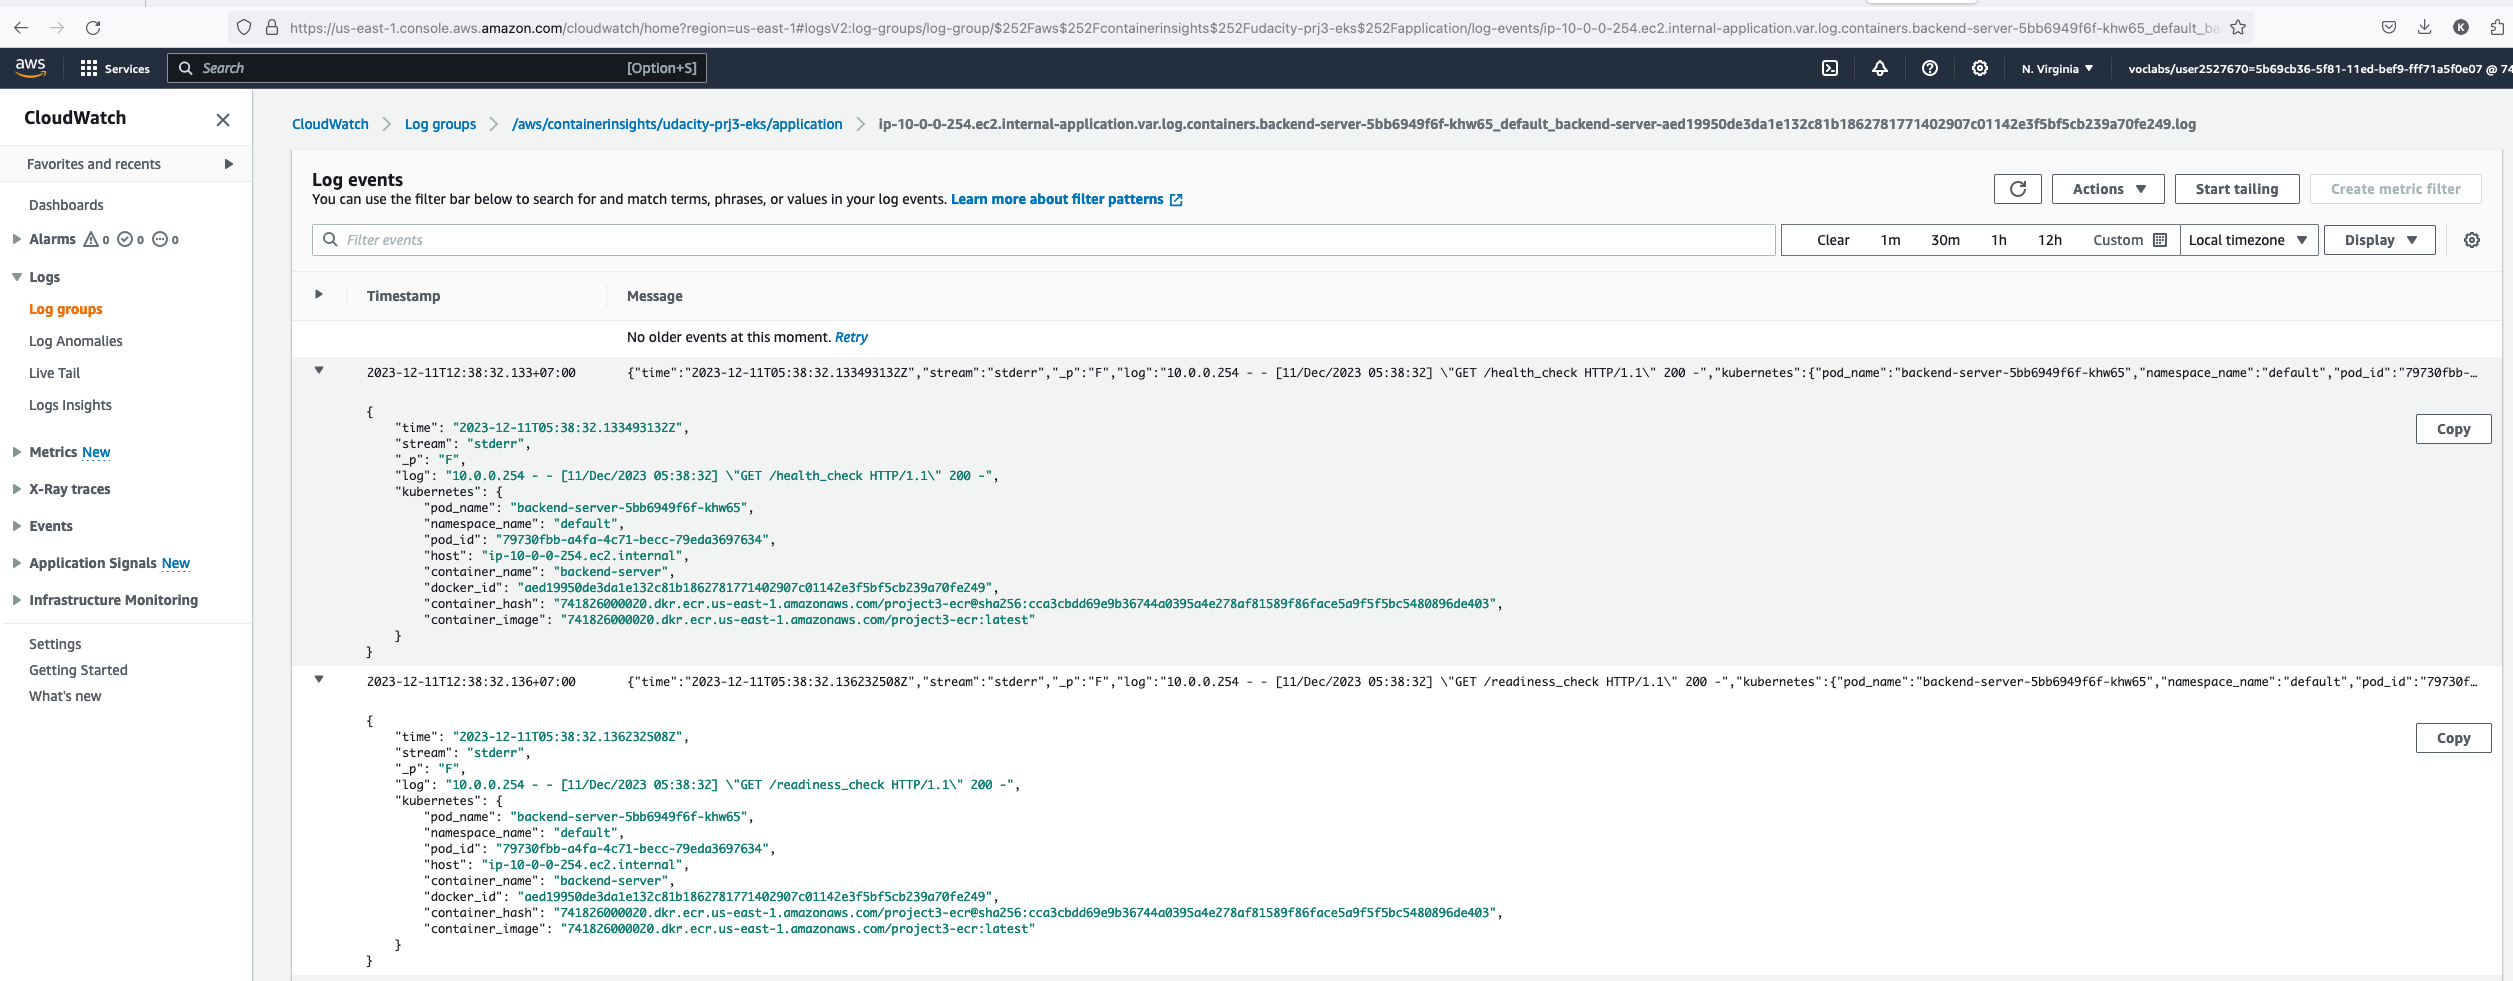 https://us-east-1.console.aws.amazon.com/cloudwatch/home?region=us-east-1#logsV2:log-groups/log-group/$252Faws$252Fcontainerinsights$252Fudacity-prj3-eks$252Fapplication/log-events/ip-10-0-0-254.ec2.internal-application.var.log.containers.backend-server-5bb6949f6f-khw65_default_ba
K
aws Services Search [Option+S] N. Virginia voclabs/user2527670=5b69cb36-5f81-11ed-bef9-fff71a5f0e07 @ 74
CloudWatch
Favorites and recents
Dashboards
Alarms 0 0 0
Logs
Log groups
Log Anomalies
Live Tail
Logs Insights
Metrics New
X-Ray traces
Events
Application Signals New
Infrastructure Monitoring
Settings
Getting Started
What's new
CloudWatch Log groups /aws/containerinsights/udacity-prj3-eks/application ip-10-0-0-254.ec2.internal-application.var.log.containers.backend-server-5bb6949f6f-khw65_default_backend-server-aed19950de3da1e132c81b1862781771402907c01142e3f5bf5cb239a70fe249.log
Log events
You can use the filter bar below to search for and match terms, phrases, or values in your log events. Learn more about filter patterns
Actions Start tailing Create metric filter
Filter events Clear 1m 30m 1h 12h Custom Local timezone Display
Timestamp Message
No older events at this moment. Retry
2023-12-11T12:38:32.133+07:00 {"time":"2023-12-11T05:38:32.133493132Z","stream":"stderr","_p":"F","log":"10.0.0.254 - - [11/Dec/2023 05:38:32] \"GET /health_check HTTP/1.1\" 200 -","kubernetes":{"pod_name":"backend-server-5bb6949f6f-khw65","namespace_name":"default","pod_id":"79730fbb-…
{
"time": "2023-12-11T05:38:32.133493132Z",
"stream": "stderr",
"_p": "F",
"log": "10.0.0.254 - - [11/Dec/2023 05:38:32] \"GET /health_check HTTP/1.1\" 200 -",
"kubernetes": {
"pod_name": "backend-server-5bb6949f6f-khw65",
"namespace_name": "default",
"pod_id": "79730fbb-a4fa-4c71-becc-79eda3697634",
"host": "ip-10-0-0-254.ec2.internal",
"container_name": "backend-server",
"docker_id": "aed19950de3da1e132c81b1862781771402907c01142e3f5bf5cb239a70fe249",
"container_hash": "741826000020.dkr.ecr.us-east-1.amazonaws.com/project3-ecr@sha256:cca3cbdd69e9b36744a0395a4e278af81589f86face5a9f5f5bc5480896de403",
"container_image": "741826000020.dkr.ecr.us-east-1.amazonaws.com/project3-ecr:latest"
}
}
Copy
2023-12-11T12:38:32.136+07:00 {"time":"2023-12-11T05:38:32.136232508Z","stream":"stderr","_p":"F","log":"10.0.0.254 - - [11/Dec/2023 05:38:32] \"GET /readiness_check HTTP/1.1\" 200 -","kubernetes":{"pod_name":"backend-server-5bb6949f6f-khw65","namespace_name":"default","pod_id":"79730f…
{
"time": "2023-12-11T05:38:32.136232508Z",
"stream": "stderr",
"_p": "F",
"log": "10.0.0.254 - - [11/Dec/2023 05:38:32] \"GET /readiness_check HTTP/1.1\" 200 -",
"kubernetes": {
"pod_name": "backend-server-5bb6949f6f-khw65",
"namespace_name": "default",
"pod_id": "79730fbb-a4fa-4c71-becc-79eda3697634",
"host": "ip-10-0-0-254.ec2.internal",
"container_name": "backend-server",
"docker_id": "aed19950de3da1e132c81b1862781771402907c01142e3f5bf5cb239a70fe249",
"container_hash": "741826000020.dkr.ecr.us-east-1.amazonaws.com/project3-ecr@sha256:cca3cbdd69e9b36744a0395a4e278af81589f86face5a9f5f5bc5480896de403",
"container_image": "741826000020.dkr.ecr.us-east-1.amazonaws.com/project3-ecr:latest"
}
}
Copy